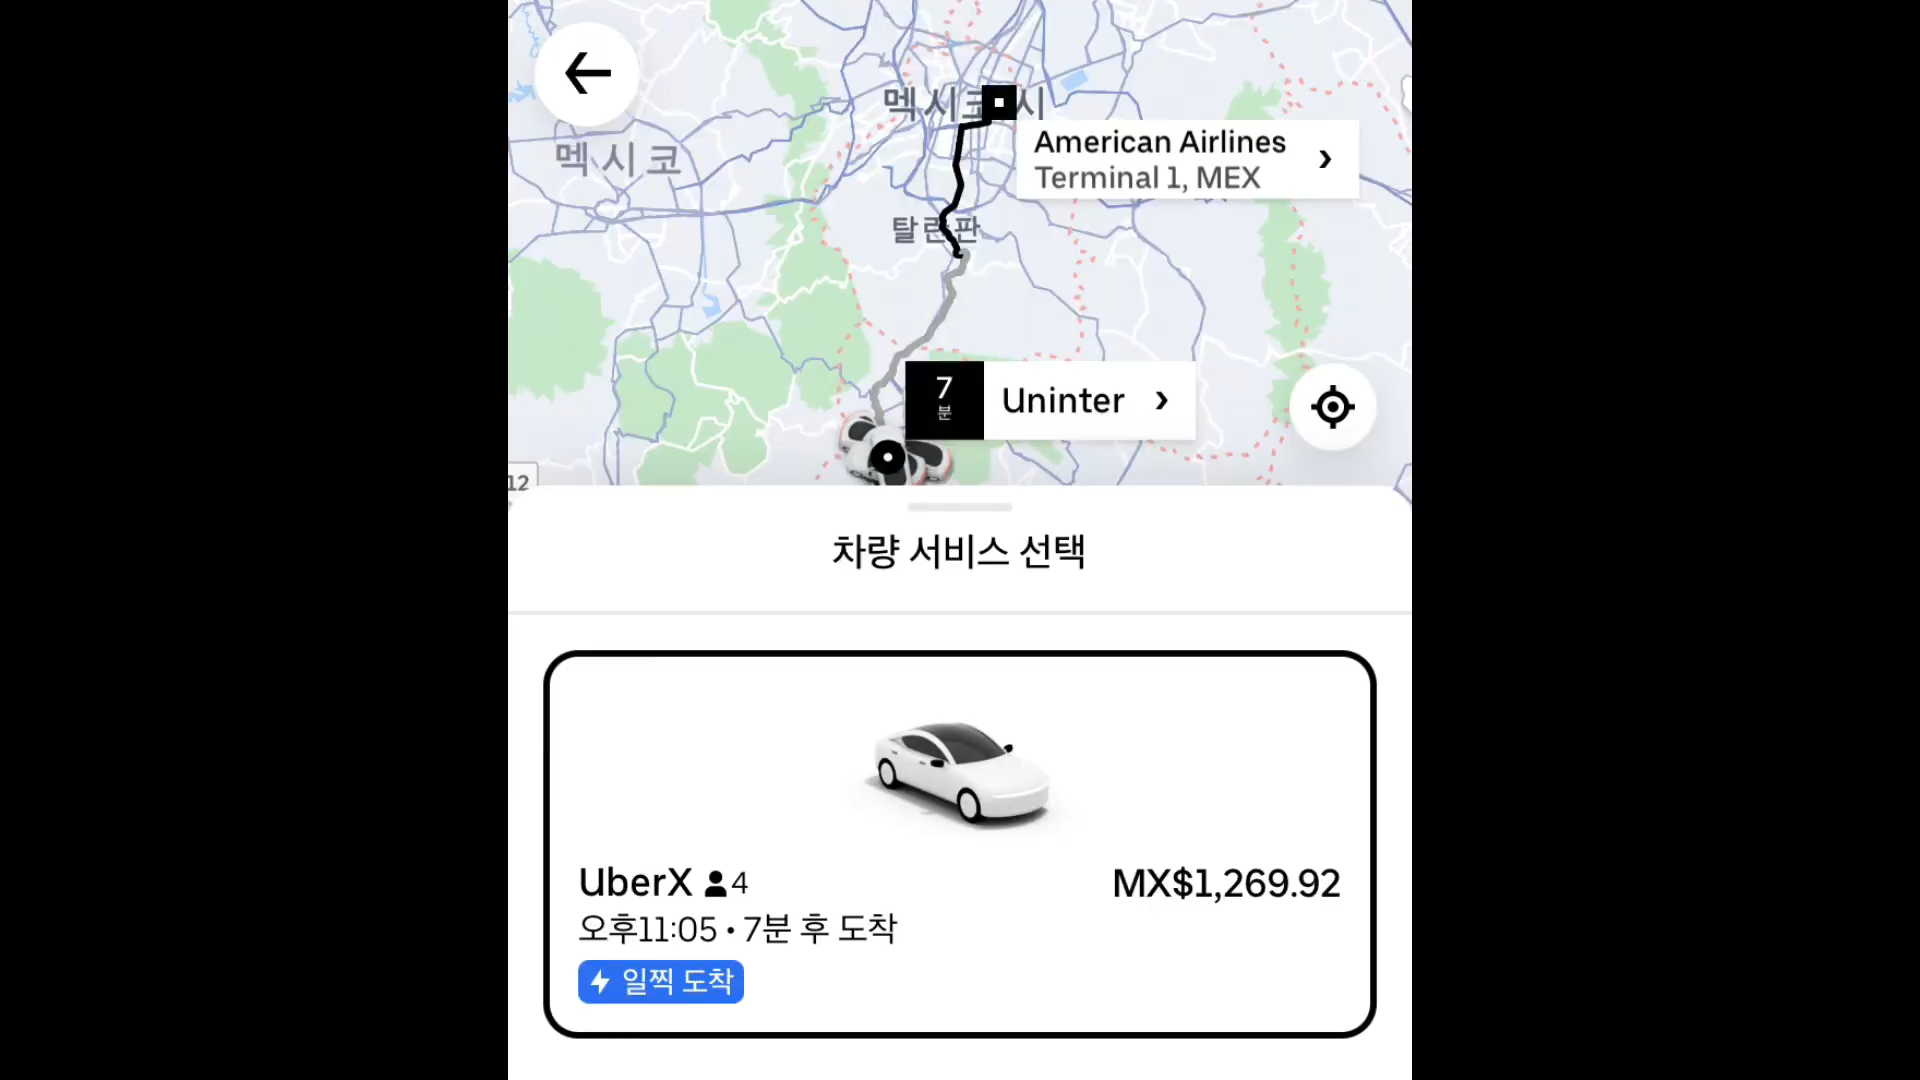 멕시코시
멕시코
American Airlines
Terminal 1, MEX
탈란판
7
분
Uninter
12
차량 서비스 선택
UberX 4
MX$1,269.92
오후11:05 • 7분 후 도착
일찍 도착